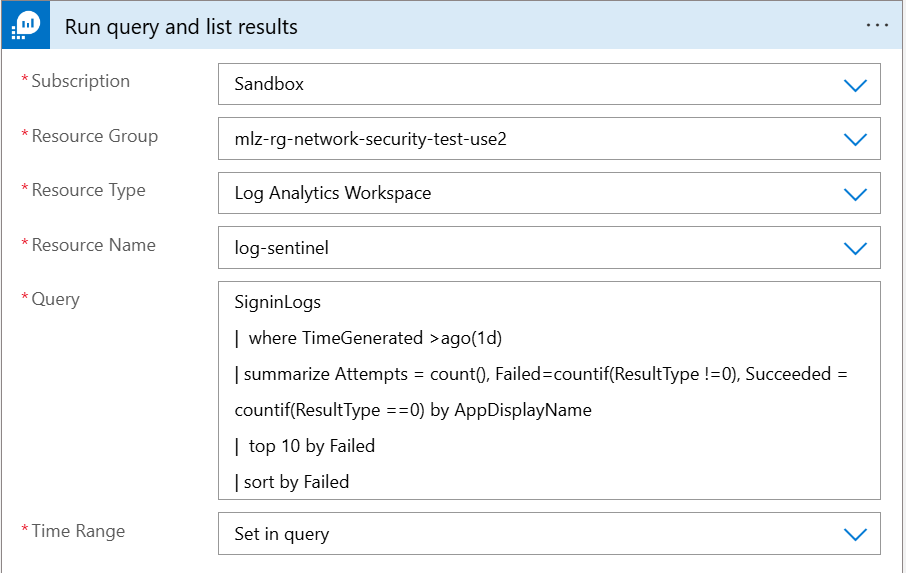 Run query and list results
* Subscription
Sandbox
* Resource Group
mlz-rg-network-security-test-use2
* Resource Type
Log Analytics Workspace
* Resource Name
log-sentinel
* Query
SigninLogs
|  where TimeGenerated >ago(1d)
| summarize Attempts = count(), Failed=countif(ResultType !=0), Succeeded =
countif(ResultType ==0) by AppDisplayName
|  top 10 by Failed
| sort by Failed
* Time Range
Set in query